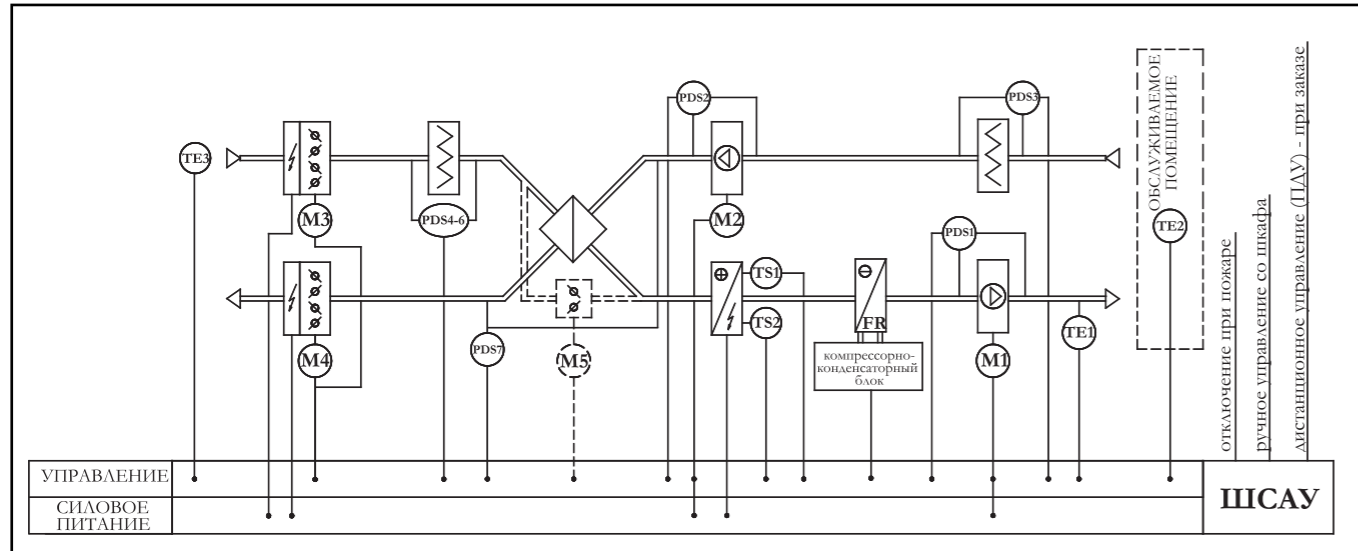 PDS2
PDS3
TE3
PDS4-6
M3
M2
PDS1
TE2
ОБСЛУЖИВАЕМОЕ
ПОМЕЩЕНИЕ
TS1
FR
TS2
M4
PDS7
M5
компрессорно-
конденсаторный
блок
M1
TE1
отключение при пожаре
ручное управление со шкафа
дистанционное управление (ПДУ) - при заказе
УПРАВЛЕНИЕ
СИЛОВОЕ
ПИТАНИЕ
ШСАУ